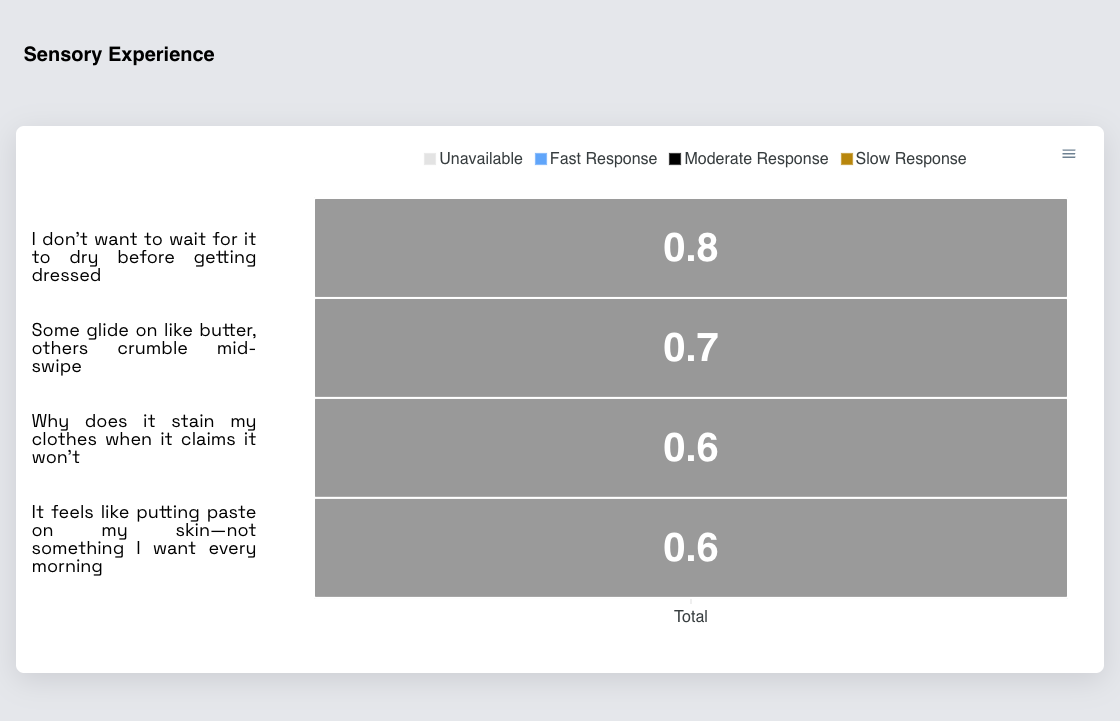 Sensory Experience
Unavailable Fast Response Moderate Response Slow Response
I don't want to wait for it
to dry before getting
dressed
0.8
Some glide on like butter,
others crumble mid-
swipe
0.7
Why does it stain my
clothes when it claims it
won't
0.6
It feels like putting paste
on my skin—not
something I want every
morning
0.6
Total